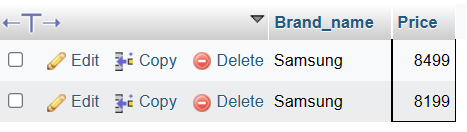 Brand_name Price
Edit Copy Delete Samsung 8499
Edit Copy Delete Samsung 8199